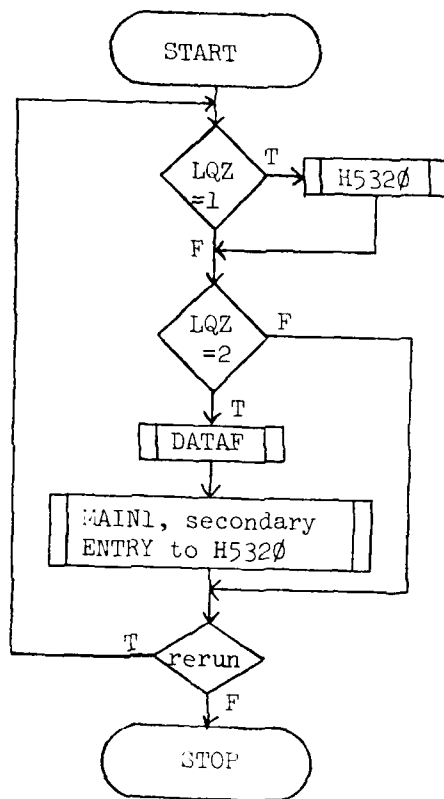 START
LQZ
=1
T
H532Ø
F
LQZ
=2
F
T
DATAF
MAIN1, secondary
ENTRY to H532Ø
T
rerun
F
STOP